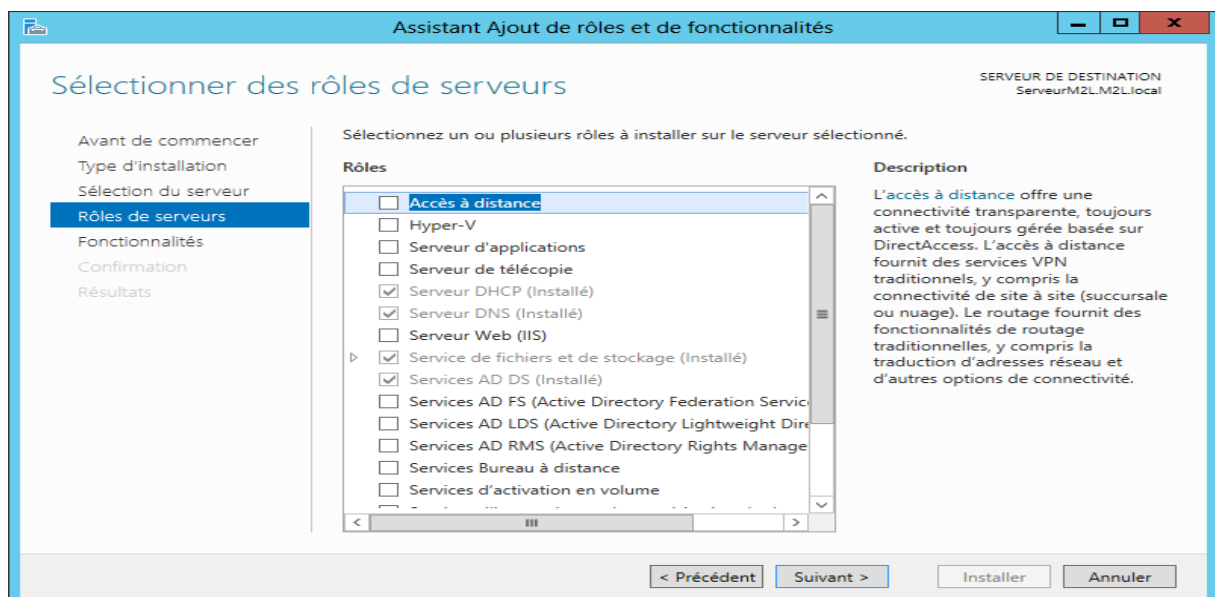 Assistant Ajout de rôles et de fonctionnalités
Sélectionner des rôles de serveurs
SERVEUR DE DESTINATION
ServeurM2L.M2L.local
Avant de commencer
Type d'installation
Sélection du serveur
Rôles de serveurs
Fonctionnalités
Confirmation
Résultats
Sélectionnez un ou plusieurs rôles à installer sur le serveur sélectionné.
Rôles
Accès à distance
Hyper-V
Serveur d'applications
Serveur de télécopie
Serveur DHCP (Installé)
Serveur DNS (Installé)
Serveur Web (IIS)
Service de fichiers et de stockage (Installé)
Services AD DS (Installé)
Services AD FS (Active Directory Federation Servic
Services AD LDS (Active Directory Lightweight Dire
Services AD RMS (Active Directory Rights Manage
Services Bureau à distance
Services d'activation en volume
Description
L'accès à distance offre une
connectivité transparente, toujours
active et toujours gérée basée sur
DirectAccess. L'accès à distance
fournit des services VPN
traditionnels, y compris la
connectivité de site à site (succursale
ou nuage). Le routage fournit des
fonctionnalités de routage
traditionnelles, y compris la
traduction d'adresses réseau et
d'autres options de connectivité.
< Précédent
Suivant >
Installer
Annuler